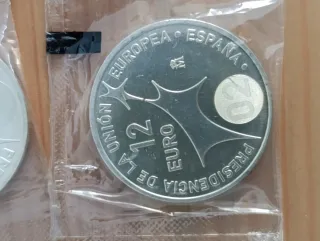 PRESIDENCIA DE LA UNIÓN EUROPEA • ESPAÑA •
12
EURO
02